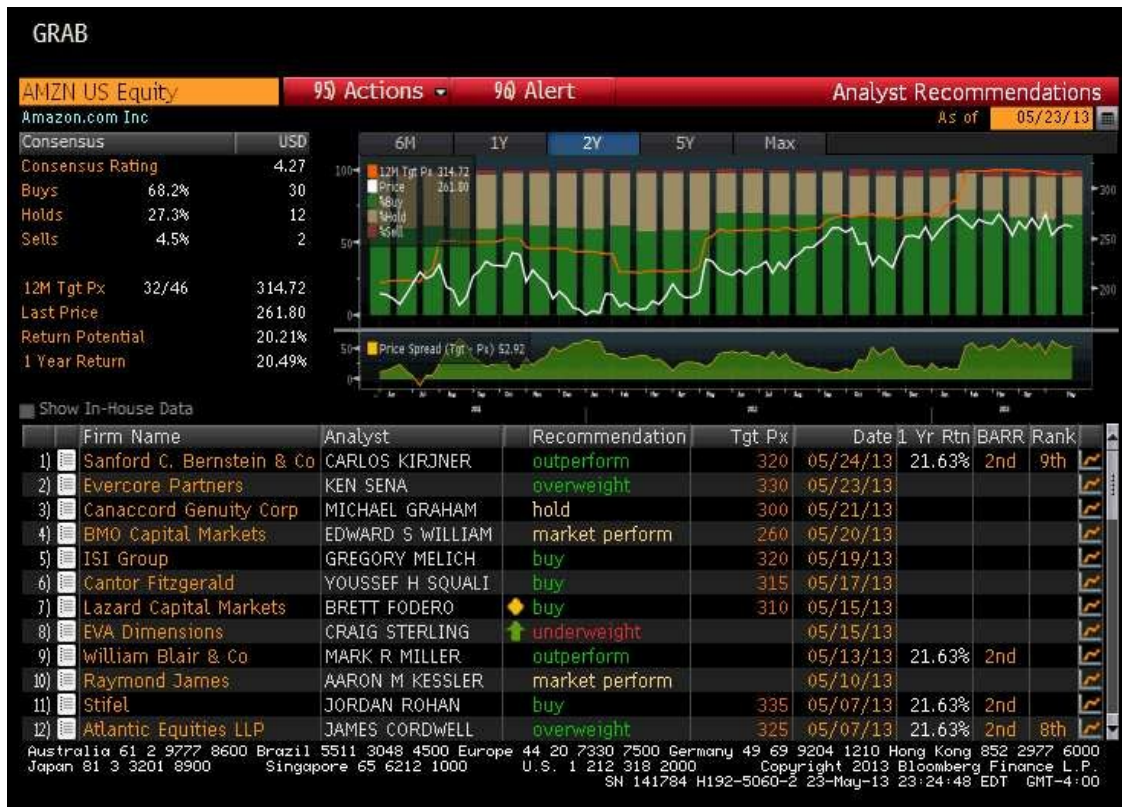 GRAB
AMZN US Equity 95) Actions 96) Alert Analyst Recommendations
Amazon.com Inc As of 05/23/13
Consensus USD 6M 1Y 2Y 5Y Max
Consensus Rating 4.27
Buys 68.2% 30
Holds 27.3% 12
Sells 4.5% 2
12M Tgt Px 32/46 314.72
Last Price 261.80
Return Potential 20.21%
1 Year Return 20.49%
100 12M Tgt Px 314.72
Price 261.80
%Buy
%Hold
%Sell
50
0
300
250
200
50 Price Spread (Tgt - Px) 52.92
0
Show In-House Data
Firm Name Analyst Recommendation Tgt Px Date 1 Yr Rtn BARR Rank
1) Sanford C. Bernstein & Co CARLOS KIRJNER outperform 320 05/24/13 21.63% 2nd 9th
2) Evercore Partners KEN SENA overweight 330 05/23/13
3) Canaccord Genuity Corp MICHAEL GRAHAM hold 300 05/21/13
4) BMO Capital Markets EDWARD S WILLIAM market perform 260 05/20/13
5) ISI Group GREGORY MELICH buy 320 05/19/13
6) Cantor Fitzgerald YOUSSEF H SQUALI buy 315 05/17/13
7) Lazard Capital Markets BRETT FODERO buy 310 05/15/13
8) EVA Dimensions CRAIG STERLING underweight 05/15/13
9) William Blair & Co MARK R MILLER outperform 05/13/13 21.63% 2nd
10) Raymond James AARON M KESSLER market perform 05/10/13
11) Stifel JORDAN ROHAN buy 335 05/07/13 21.63% 2nd
12) Atlantic Equities LLP JAMES CORDWELL overweight 325 05/07/13 21.63% 2nd 8th
Australia 61 2 9777 8600 Brazil 5511 3048 4500 Europe 44 20 7330 7500 Germany 49 69 9204 1210 Hong Kong 852 2977 6000
Japan 81 3 3201 8900 Singapore 65 6212 1000 U.S. 1 212 318 2000 Copyright 2013 Bloomberg Finance L.P.
SN 141784 H192-5060-2 23-May-13 23:24:48 EDT GMT-4:00